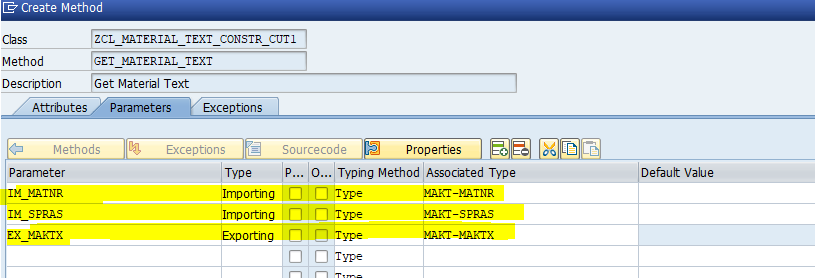 Create Method
Class ZCL_MATERIAL_TEXT_CONSTR_CUT1
Method GET_MATERIAL_TEXT
Description Get Material Text
Attributes Parameters Exceptions
Methods Exceptions Sourcecode Properties
Parameter Type P... O... Typing Method Associated Type Default Value
IM_MATNR Importing Type MAKT-MATNR
IM_SPRAS Importing Type MAKT-SPRAS
EX_MAKTX Exporting Type MAKT-MAKTX
Type
Type